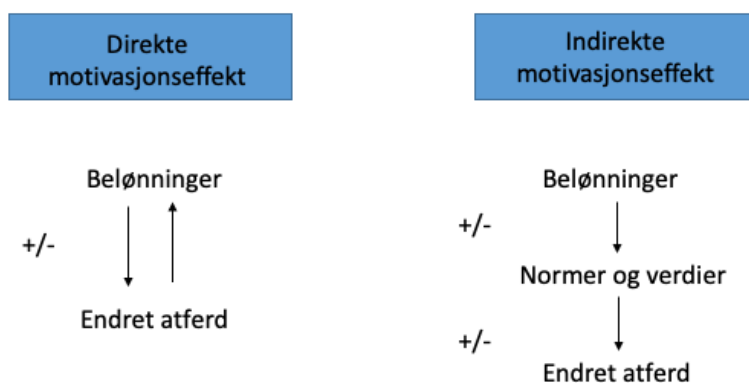 Direkte
motivasjonseffekt
Belønninger
+/-
Endret atferd
Indirekte
motivasjonseffekt
Belønninger
+/-
Normer og verdier
+/-
Endret atferd